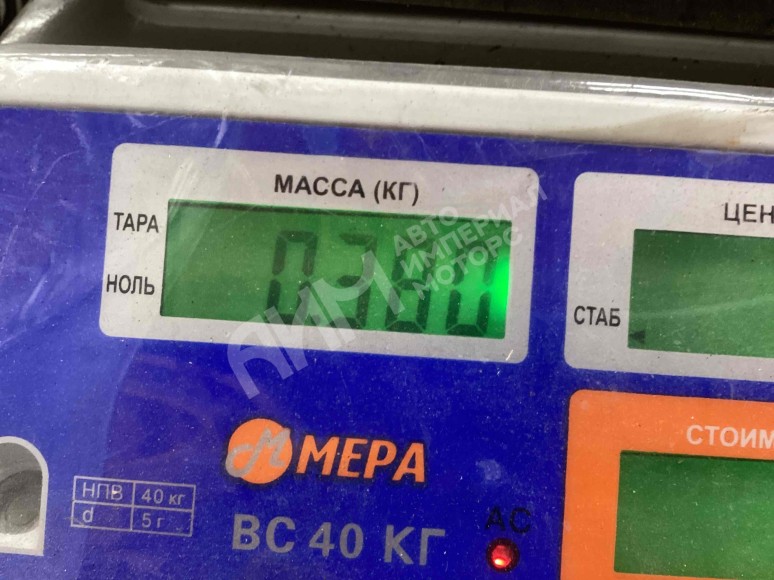 МАССА (КГ)
ТАРА
НОЛЬ
ЦЕН
СТАБ
АИМ
АВТО
ИМПЕРИАЛ
МОТОРС
СТОИМ
М МЕРА
НПВ 40 кг
d 5 г
ВС 40 КГ
АС